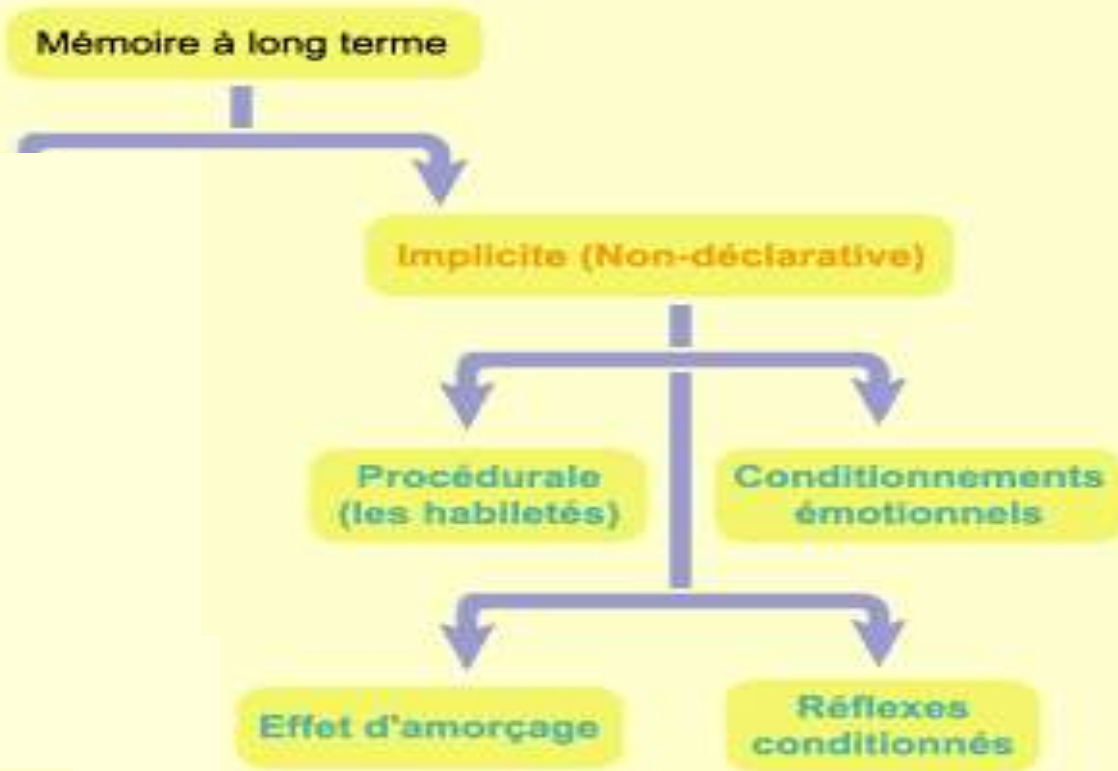 Mémoire à long terme
Implicite (Non-déclarative)
Procédurale
(les habiletés)
Conditionnements
émotionnels
Effet d'amorçage
Réflexes
conditionnés